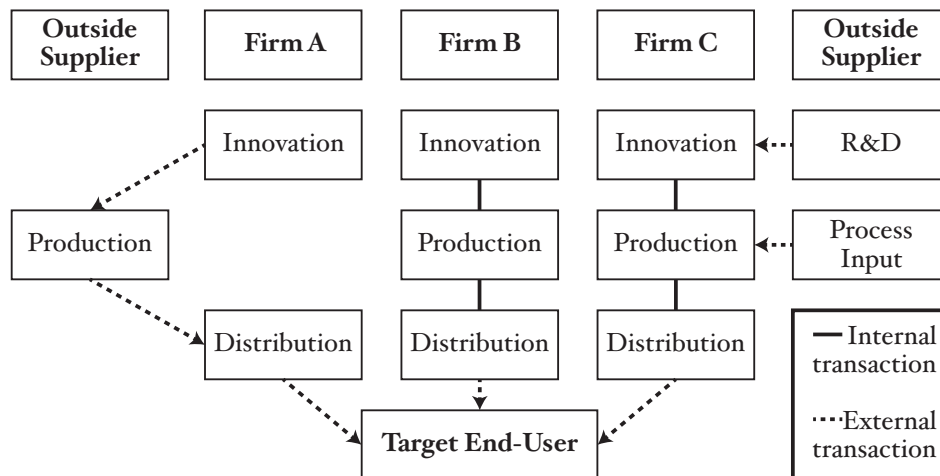 Outside
Supplier
Firm A
Firm B
Firm C
Outside
Supplier
Innovation
Innovation
Innovation
R&D
Production
Production
Production
Process
Input
Distribution
Distribution
Distribution
Internal
transaction
External
transaction
Target End-User